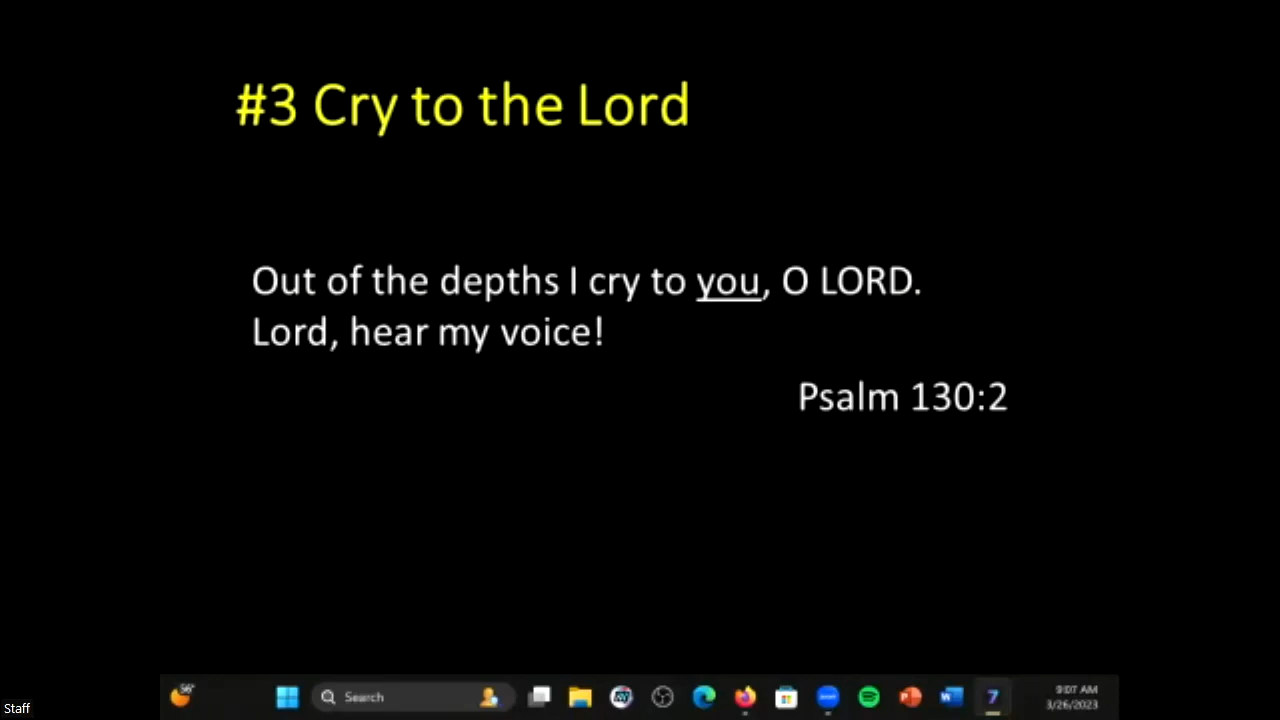 #3 Cry to the Lord
Out of the depths I cry to you, O LORD.
Lord, hear my voice!
Psalm 130:2
56°
Search
9:07 AM
3/26/2023
Staff